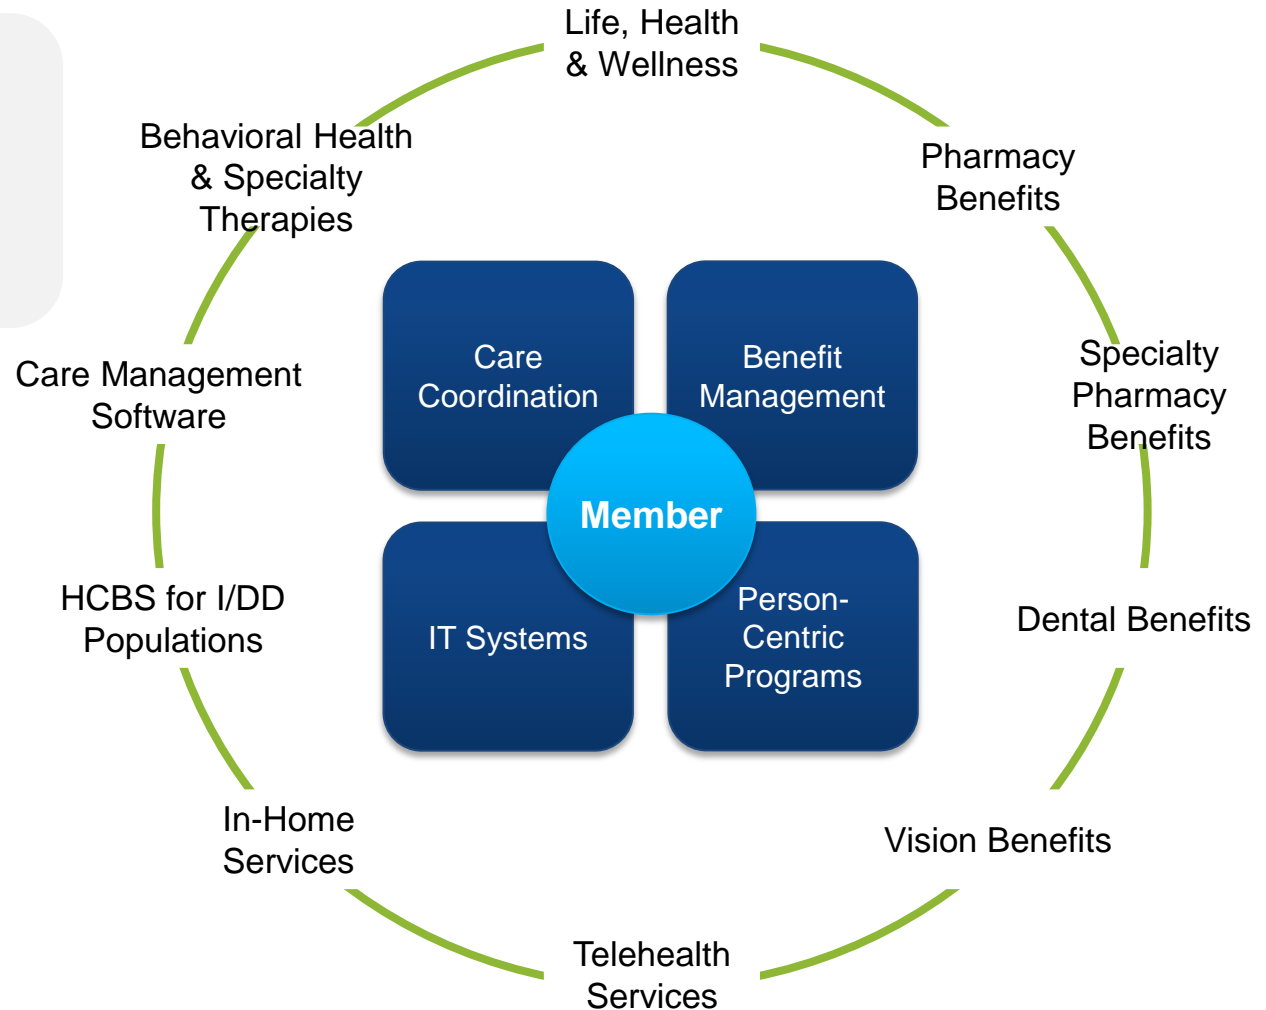 Life, Health
& Wellness
Pharmacy
Benefits
Specialty
Pharmacy
Benefits
Dental Benefits
Vision Benefits
Telehealth
Services
In-Home
Services
HCBS for I/DD
Populations
Care Management
Software
Behavioral Health
& Specialty
Therapies
Care
Coordination
Benefit
Management
Member
IT Systems
Person-
Centric
Programs